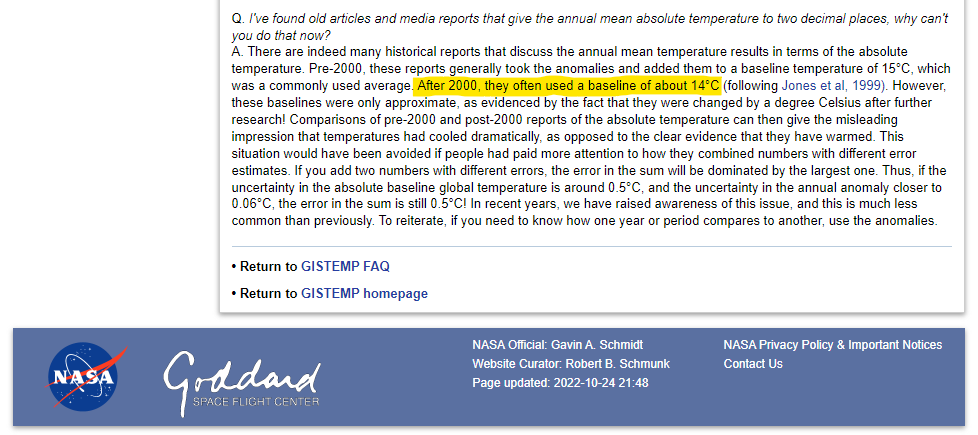 Q. I've found old articles and media reports that give the annual mean absolute temperature to two decimal places, why can't
you do that now?
A. There are indeed many historical reports that discuss the annual mean temperature results in terms of the absolute
temperature. Pre-2000, these reports generally took the anomalies and added them to a baseline temperature of 15°C, which
was a commonly used average. After 2000, they often used a baseline of about 14°C (following Jones et al, 1999). However,
these baselines were only approximate, as evidenced by the fact that they were changed by a degree Celsius after further
research! Comparisons of pre-2000 and post-2000 reports of the absolute temperature can then give the misleading
impression that temperatures had cooled dramatically, as opposed to the clear evidence that they have warmed. This
situation would have been avoided if people had paid more attention to how they combined numbers with different error
estimates. If you add two numbers with different errors, the error in the sum will be dominated by the largest one. Thus, if the
uncertainty in the absolute baseline global temperature is around 0.5°C, and the uncertainty in the annual anomaly closer to
0.06°C, the error in the sum is still 0.5°C! In recent years, we have raised awareness of this issue, and this is much less
common than previously. To reiterate, if you need to know how one year or period compares to another, use the anomalies.
• Return to GISTEMP FAQ
• Return to GISTEMP homepage
NASA
Goddard
SPACE FLIGHT CENTER
NASA Official: Gavin A. Schmidt
Website Curator: Robert B. Schmunk
Page updated: 2022-10-24 21:48
NASA Privacy Policy & Important Notices
Contact Us